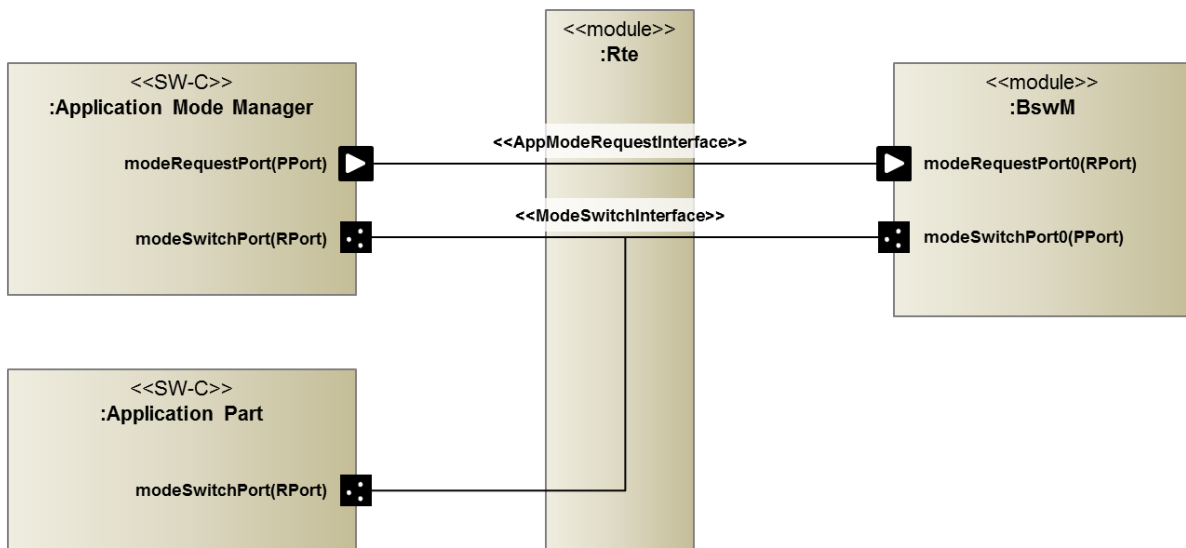 <<module>>
:Rte
<<SW-C>>
:Application Mode Manager
<<module>>
:BswM
<<AppModeRequestInterface>>
modeRequestPort(PPort)
modeRequestPort0(RPort)
<<ModeSwitchInterface>>
modeSwitchPort(RPort)
modeSwitchPort0(PPort)
<<SW-C>>
:Application Part
modeSwitchPort(RPort)